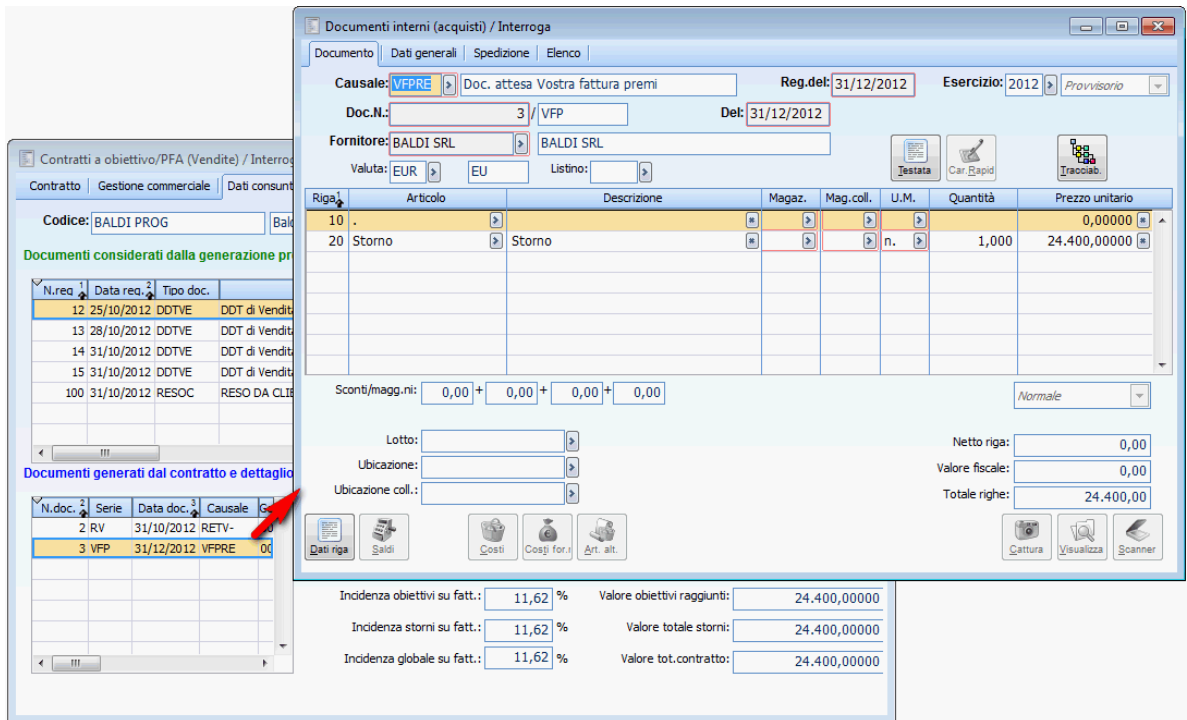 Documenti interni (acquisti) / Interroga
Documento Dati generali Spedizione Elenco
Causale: VFPRE Doc. attesa Vostra fattura premi Reg.del: 31/12/2012 Esercizio: 2012 Provvisorio
Doc.N.: 3 / VFP Del: 31/12/2012
Fornitore: BALDI SRL BALDI SRL
Valuta: EUR EU Listino:
Testata Car.Rapid Tracciab.
Riga 1 Articolo Descrizione Magaz. Mag.coll. U.M. Quantità Prezzo unitario
10 . 0,00000
20 Storno Storno n. 1,000 24.400,00000
Sconti/magg.ni: 0,00 + 0,00 + 0,00 + 0,00 Normale
Lotto: Netto riga: 0,00
Ubicazione: Valore fiscale: 0,00
Ubicazione coll.: Totale righe: 24.400,00
Dati riga Saldi Costi Art. alt. Cattura Visualizza Scanner
Contratti a obiettivo/PFA (Vendite) / Interrog
Contratto Gestione commerciale Dati consunt
Codice: BALDI PROG Bald
Documenti considerati dalla generazione pr
N.reg 1 Data reg. 2 Tipo doc.
12 25/10/2012 DDTVE DDT di Vendit
13 28/10/2012 DDTVE DDT di Vendit
14 31/10/2012 DDTVE DDT di Vendit
15 31/10/2012 DDTVE DDT di Vendit
100 31/10/2012 RESOC RESO DA CLIE
Documenti generati dal contratto e dettaglio
N.doc. 2 Serie Data doc. 3 Causale
2 RV 31/10/2012 RETV-
3 VFP 31/12/2012 VFPRE 00
Incidenza obiettivi su fatt.: 11,62 % Valore obiettivi raggiunti: 24.400,00000
Incidenza storni su fatt.: 11,62 % Valore totale storni: 24.400,00000
Incidenza globale su fatt.: 11,62 % Valore tot.contratto: 24.400,00000